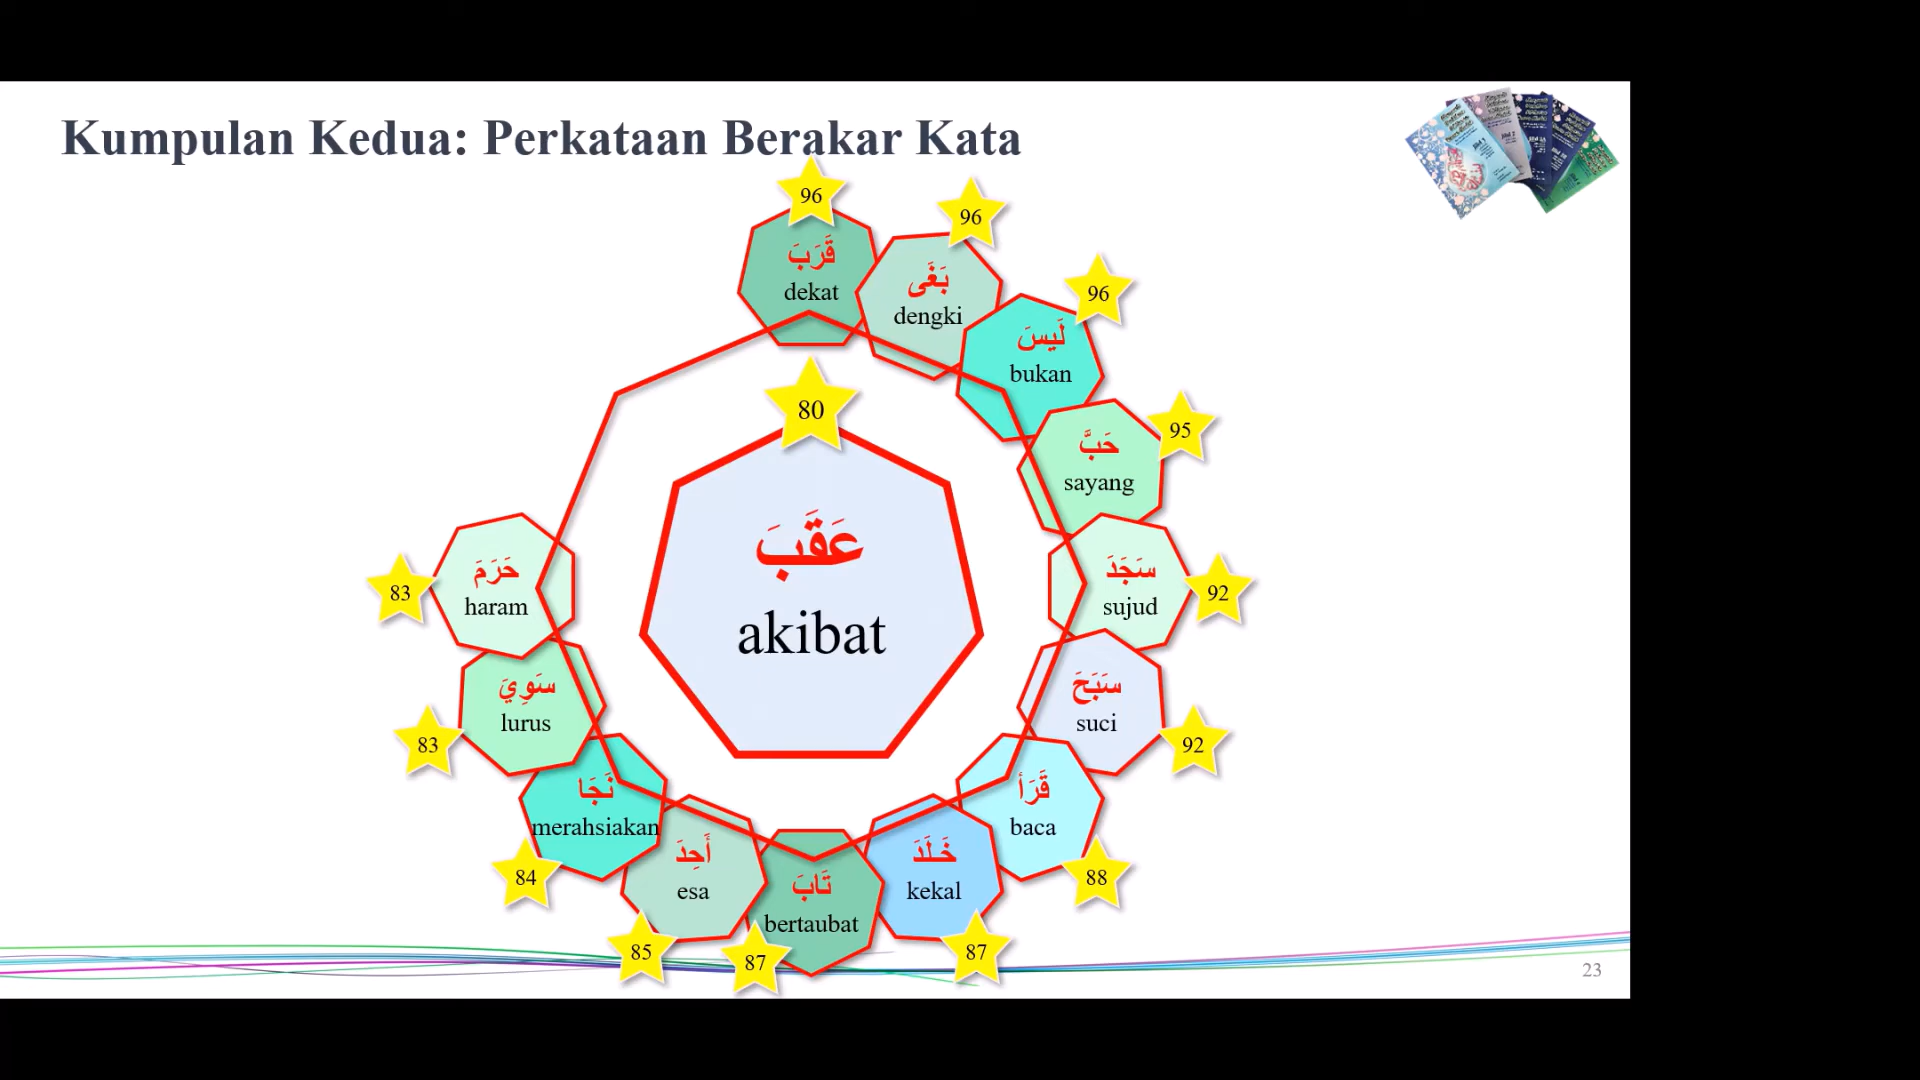 Kumpulan Kedua: Perkataan Berakar Kata
96
قَرَبَ
dekat
96
بَغَى
dengki
96
لَيسَ
bukan
95
حَبَّ
sayang
92
سَجَدَ
sujud
92
سَبَحَ
suci
88
قَرَأ
baca
87
خَلَدَ
kekal
87
تَابَ
bertaubat
85
أَحِدَ
esa
84
نَجَا
merahsiakan
83
سَوِيَ
lurus
83
حَرَمَ
haram
80
عَقَبَ
akibat
23